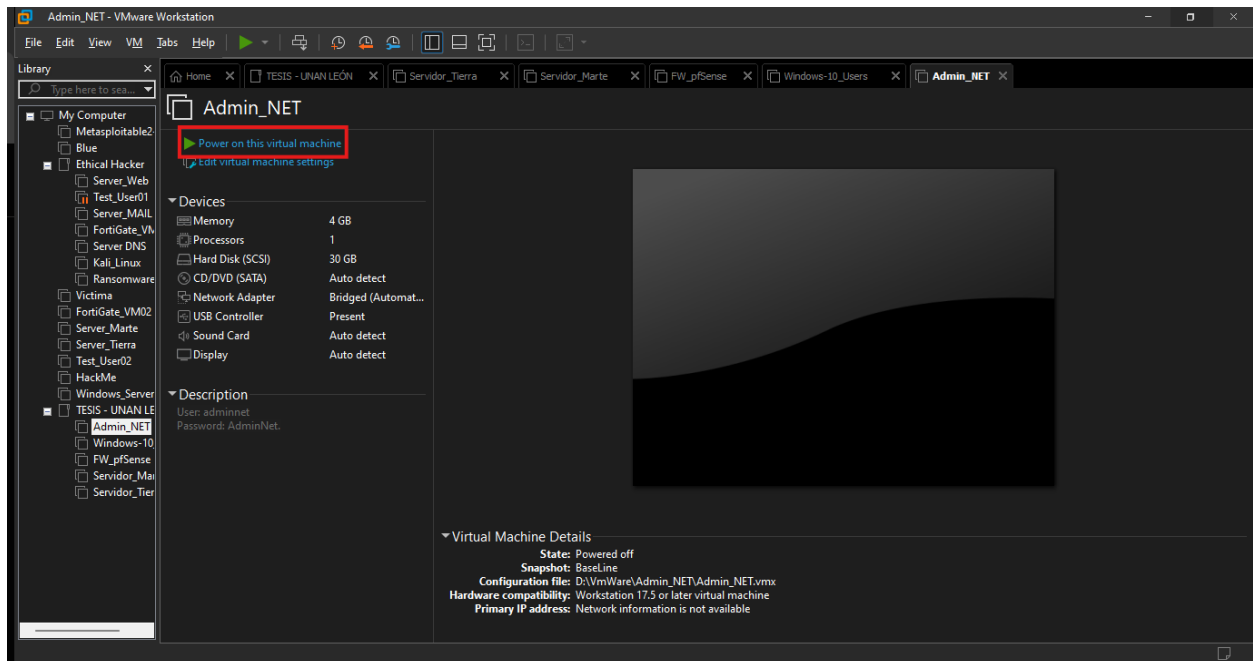 Admin_NET - VMware Workstation
File Edit View VM Tabs Help
Library
Type here to sea...
Home TESIS - UNAN LEÓN Servidor_Tierra Servidor_Marte FW_pfSense Windows-10_Users Admin_NET
My Computer
Metasploitable2-
Blue
Ethical Hacker
Server_Web
Test_User01
Server_MAIL
FortiGate_VM
Server DNS
Kali_Linux
Ransomware
Victima
FortiGate_VM02
Server_Marte
Server_Tierra
Test_User02
HackMe
Windows_Server
TESIS - UNAN LE
Admin_NET
Windows-10_
FW_pfSense
Servidor_Mar
Servidor_Tier
Admin_NET
Power on this virtual machine
Edit virtual machine settings
Devices
Memory 4 GB
Processors 1
Hard Disk (SCSI) 30 GB
CD/DVD (SATA) Auto detect
Network Adapter Bridged (Automat...
USB Controller Present
Sound Card Auto detect
Display Auto detect
Description
User: adminnet
Password: AdminNet.
Virtual Machine Details
State: Powered off
Snapshot: BaseLine
Configuration file: D:\VmWare\Admin_NET\Admin_NET.vmx
Hardware compatibility: Workstation 17.5 or later virtual machine
Primary IP address: Network information is not available